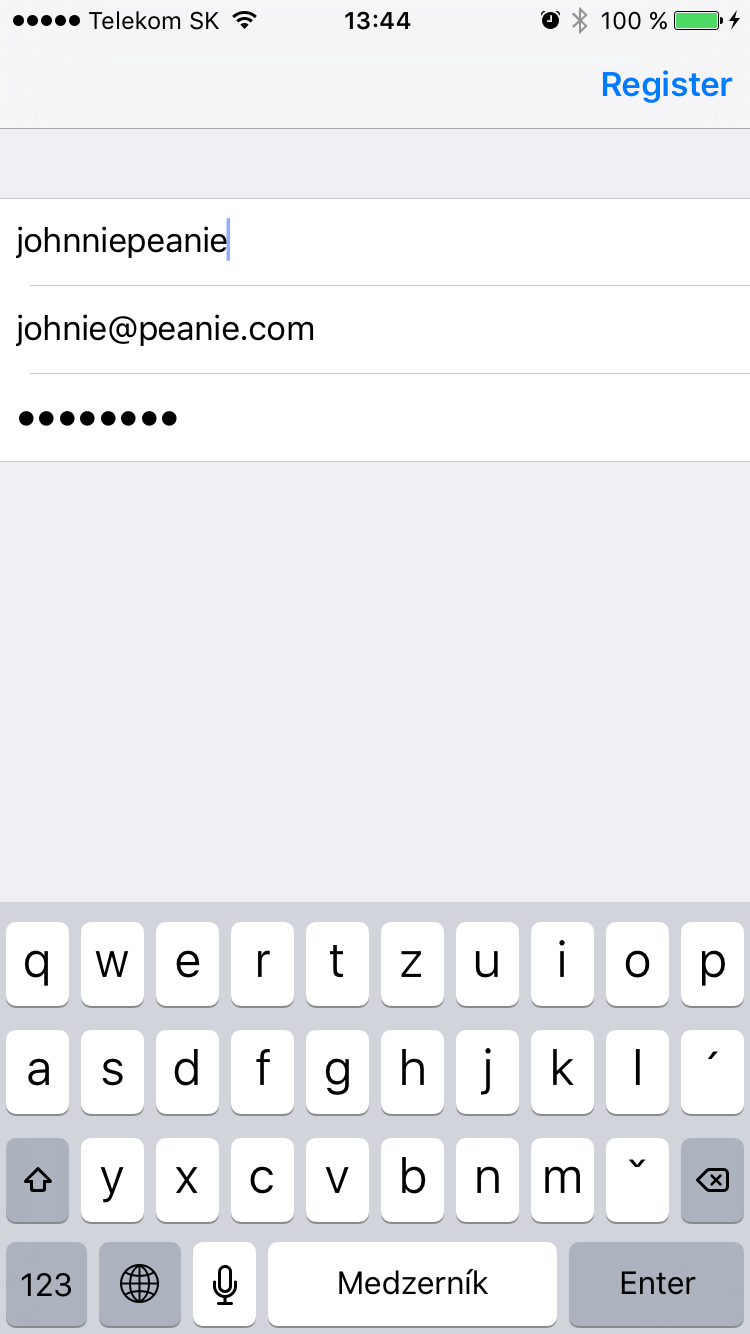 Telekom SK 13:44 100 %
Register
johnniepeanie
johnie@peanie.com
••••••••
q w e r t z u i o p
a s d f g h j k l ´
y x c v b n m ˇ
123 Medzerník Enter